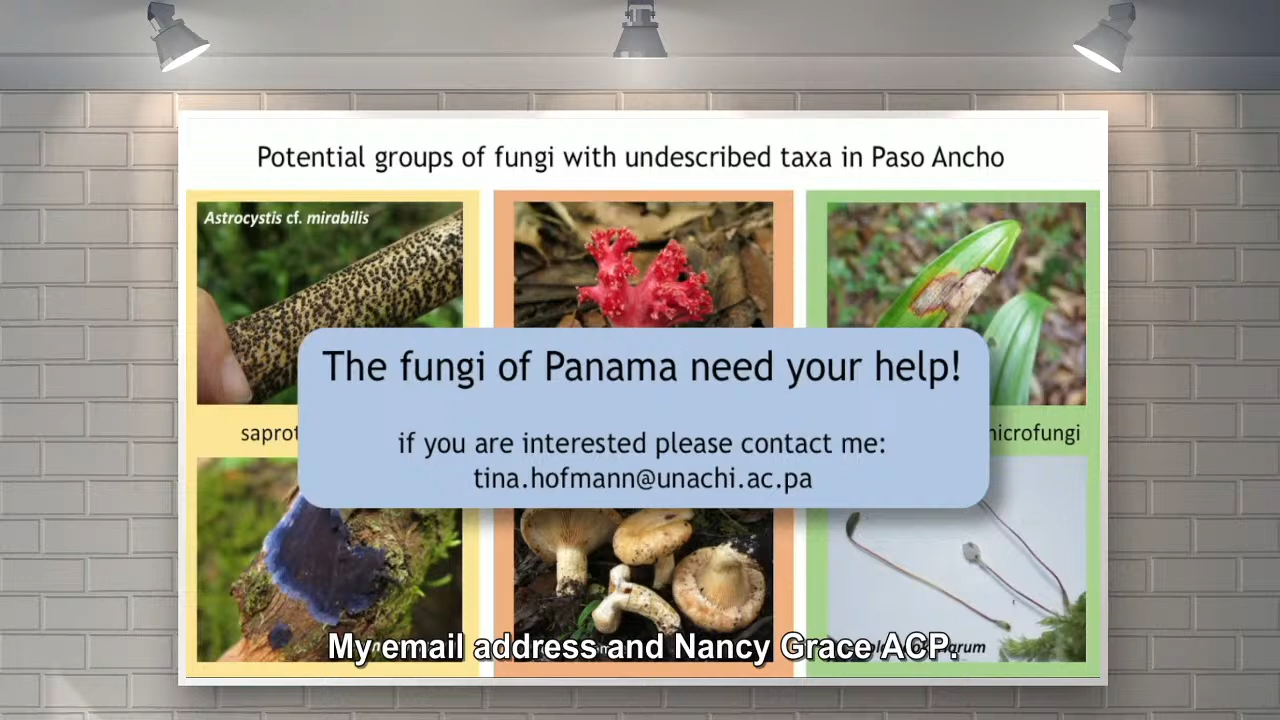 Potential groups of fungi with undescribed taxa in Paso Ancho
Astrocystis cf. mirabilis
The fungi of Panama need your help!
if you are interested please contact me:
tina.hofmann@unachi.ac.pa
My email address and Nancy Grace ACP.